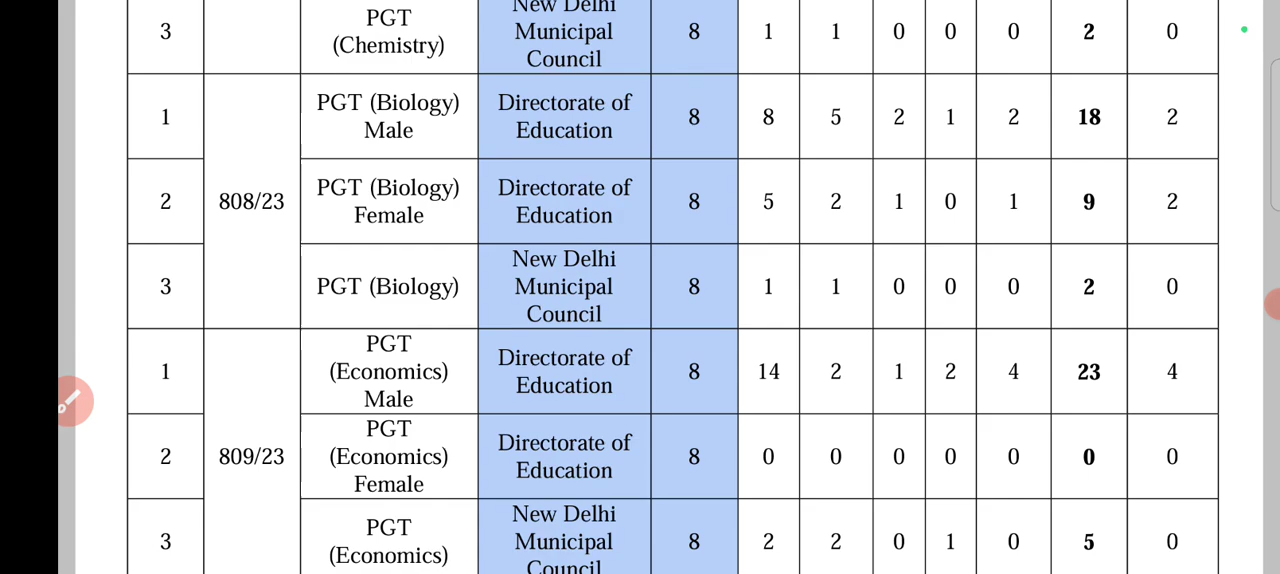 3 PGT (Chemistry) New Delhi Municipal Council 8 1 1 0 0 0 2 0
1 808/23 PGT (Biology) Male Directorate of Education 8 8 5 2 1 2 18 2
2 PGT (Biology) Female Directorate of Education 8 5 2 1 0 1 9 2
3 PGT (Biology) New Delhi Municipal Council 8 1 1 0 0 0 2 0
1 809/23 PGT (Economics) Male Directorate of Education 8 14 2 1 2 4 23 4
2 PGT (Economics) Female Directorate of Education 8 0 0 0 0 0 0 0
3 PGT (Economics) New Delhi Municipal Council 8 2 2 0 1 0 5 0